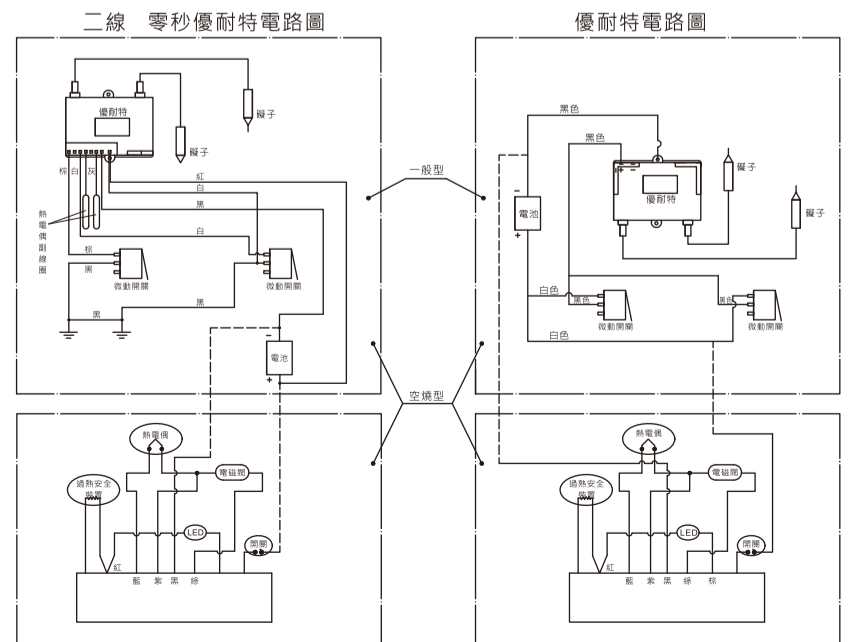 二線 零秒優耐特電路圖
優耐特
礙子
礙子
棕 白 灰
紅
白
黑
白
熱電偶副線圈
棕
黑
微動開關
微動開關
黑
黑
-
電池
+
一般型
空燒型
熱電偶
過熱安全
裝置
電磁閥
LED
開關
紅
藍 紫 黑 綠
優耐特電路圖
黑色
黑色
- -
+ -
優耐特
礙子
礙子
-
電池
+
白色
黑色
微動開關
黑色
微動開關
白色
熱電偶
過熱安全
裝置
電磁閥
LED
開關
紅
藍 紫 黑 綠 棕